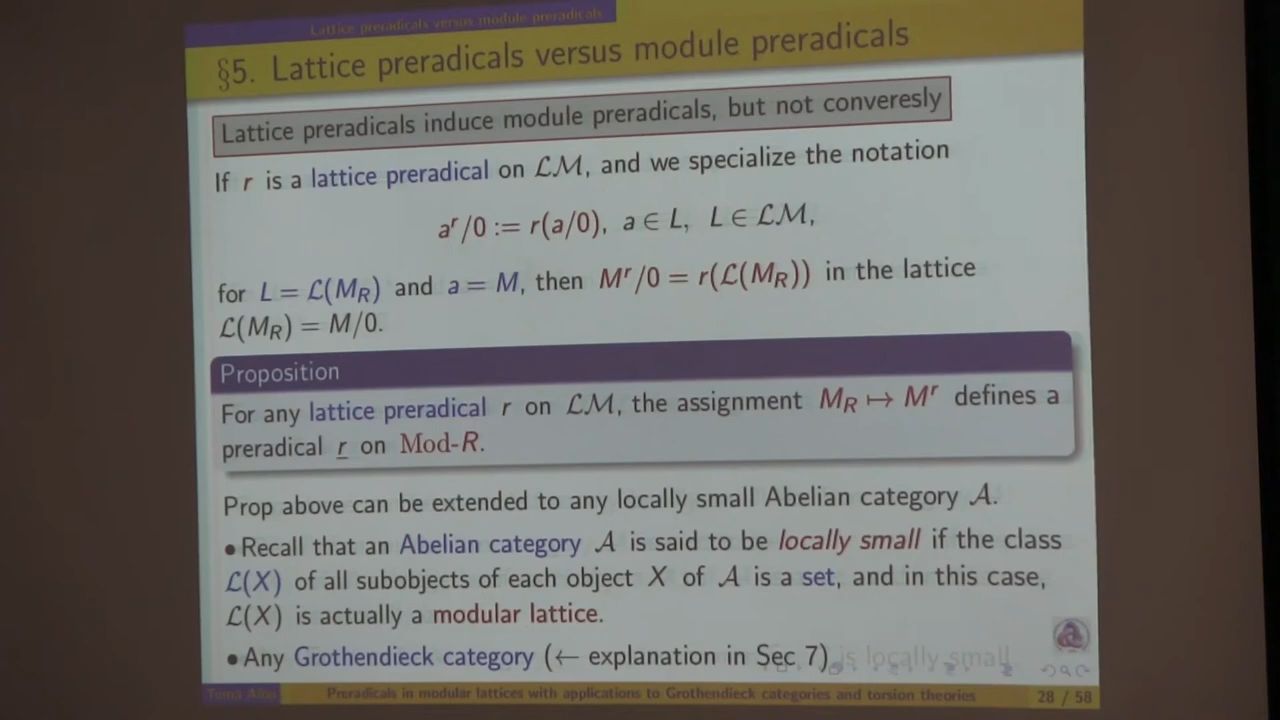 Lattice preradicals versus module preradicals
§5. Lattice preradicals versus module preradicals
Lattice preradicals induce module preradicals, but not converesly
If r is a lattice preradical on ℒℳ, and we specialize the notation
aʳ/0 := r(a/0), a ∈ L, L ∈ ℒℳ,
for L = ℒ(M_R) and a = M, then Mʳ/0 = r(ℒ(M_R)) in the lattice
ℒ(M_R) = M/0.
Proposition
For any lattice preradical r on ℒℳ, the assignment M_R ↦ Mʳ defines a
preradical r on Mod-R.
Prop above can be extended to any locally small Abelian category 𝒜.
• Recall that an Abelian category 𝒜 is said to be locally small if the class
ℒ(X) of all subobjects of each object X of 𝒜 is a set, and in this case,
ℒ(X) is actually a modular lattice.
• Any Grothendieck category (← explanation in Sec 7) is locally small
Toma Albu Preradicals in modular lattices with applications to Grothendieck categories and torsion theories 28 / 58